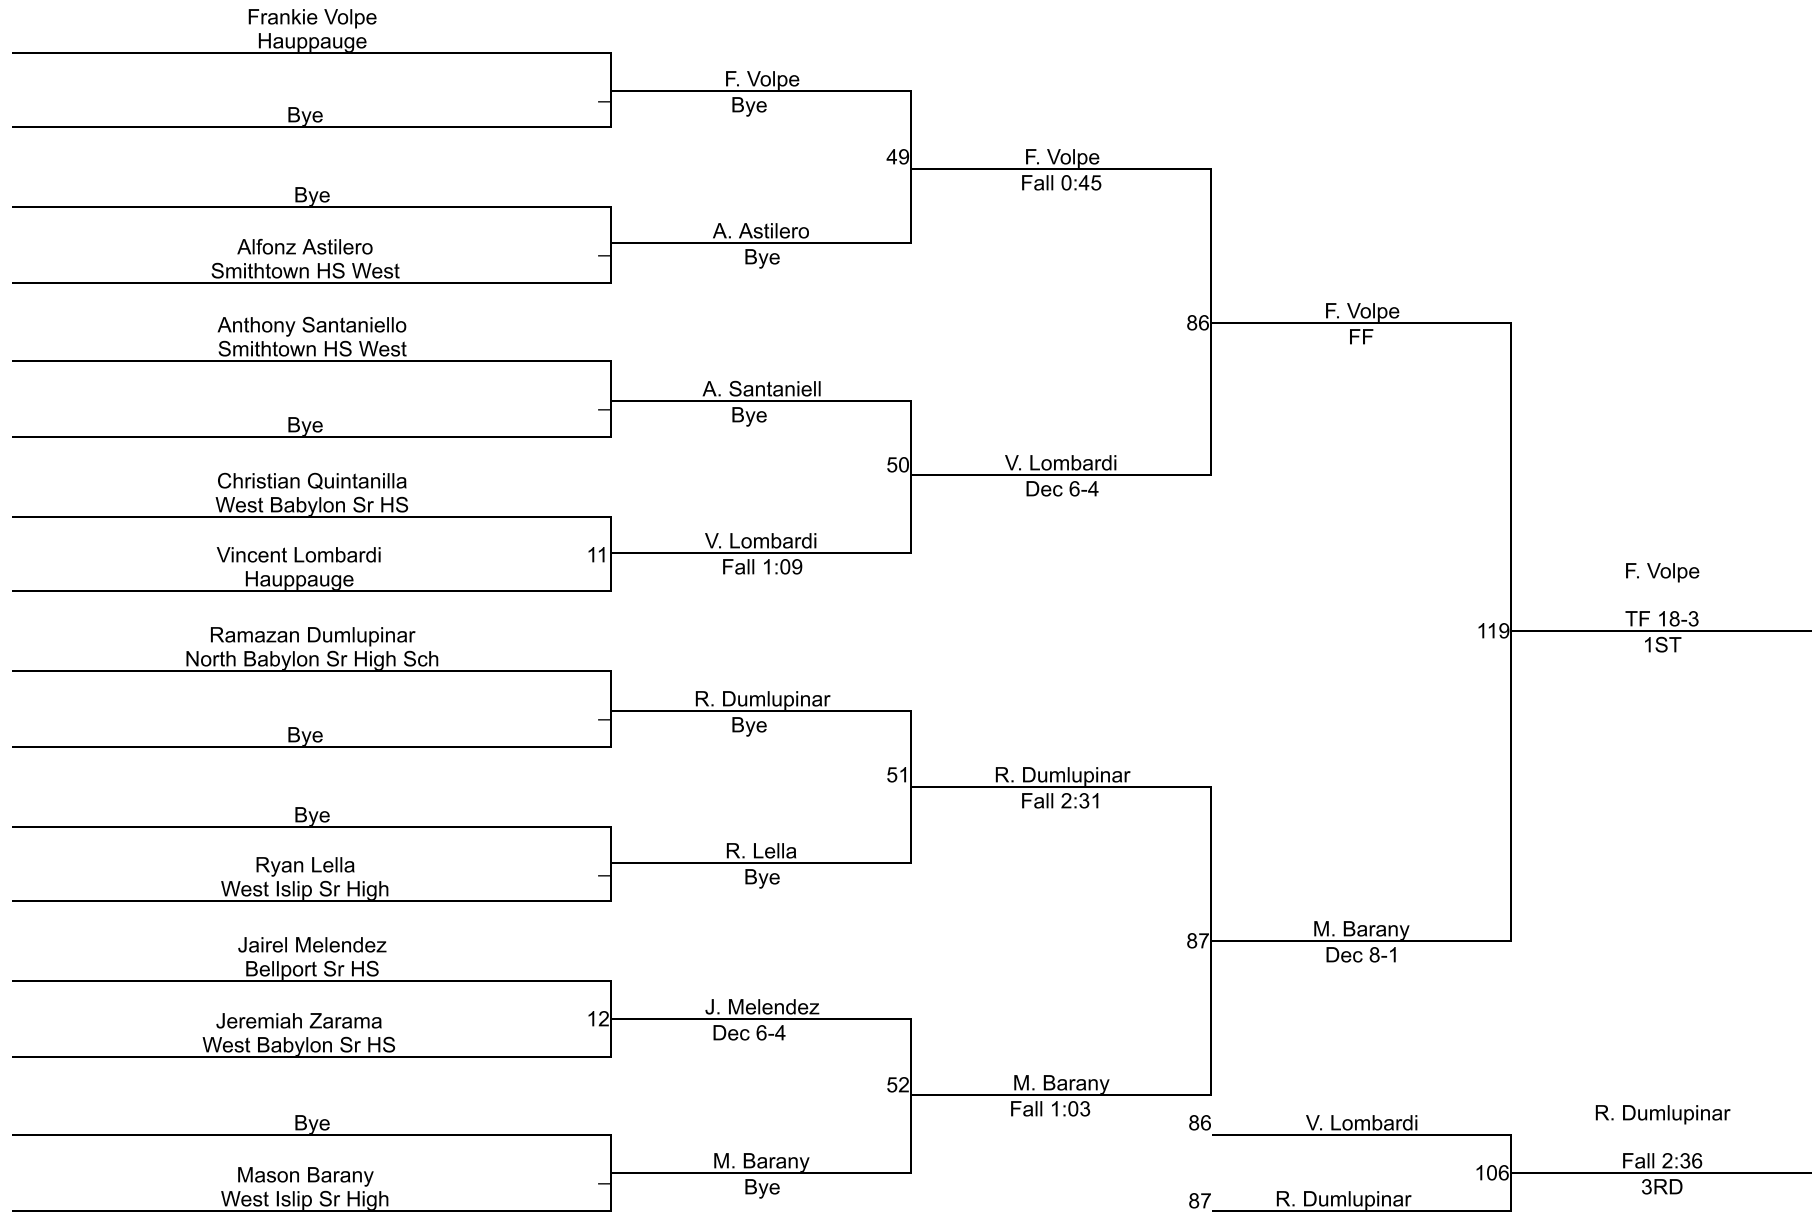 Frankie Volpe
Hauppauge
F. Volpe
Bye
Bye
49
F. Volpe
Fall 0:45
Bye
A. Astilero
Bye
Alfonz Astilero
Smithtown HS West
86
F. Volpe
FF
Anthony Santaniello
Smithtown HS West
A. Santaniell
Bye
Bye
50
V. Lombardi
Dec 6-4
Christian Quintanilla
West Babylon Sr HS
11
V. Lombardi
Fall 1:09
Vincent Lombardi
Hauppauge
119
F. Volpe
TF 18-3
1ST
Ramazan Dumlupinar
North Babylon Sr High Sch
R. Dumlupinar
Bye
Bye
51
R. Dumlupinar
Fall 2:31
Bye
R. Lella
Bye
Ryan Lella
West Islip Sr High
87
M. Barany
Dec 8-1
Jairel Melendez
Bellport Sr HS
12
J. Melendez
Dec 6-4
Jeremiah Zarama
West Babylon Sr HS
52
M. Barany
Fall 1:03
Bye
M. Barany
Bye
Mason Barany
West Islip Sr High
86
V. Lombardi
106
R. Dumlupinar
Fall 2:36
3RD
87
R. Dumlupinar